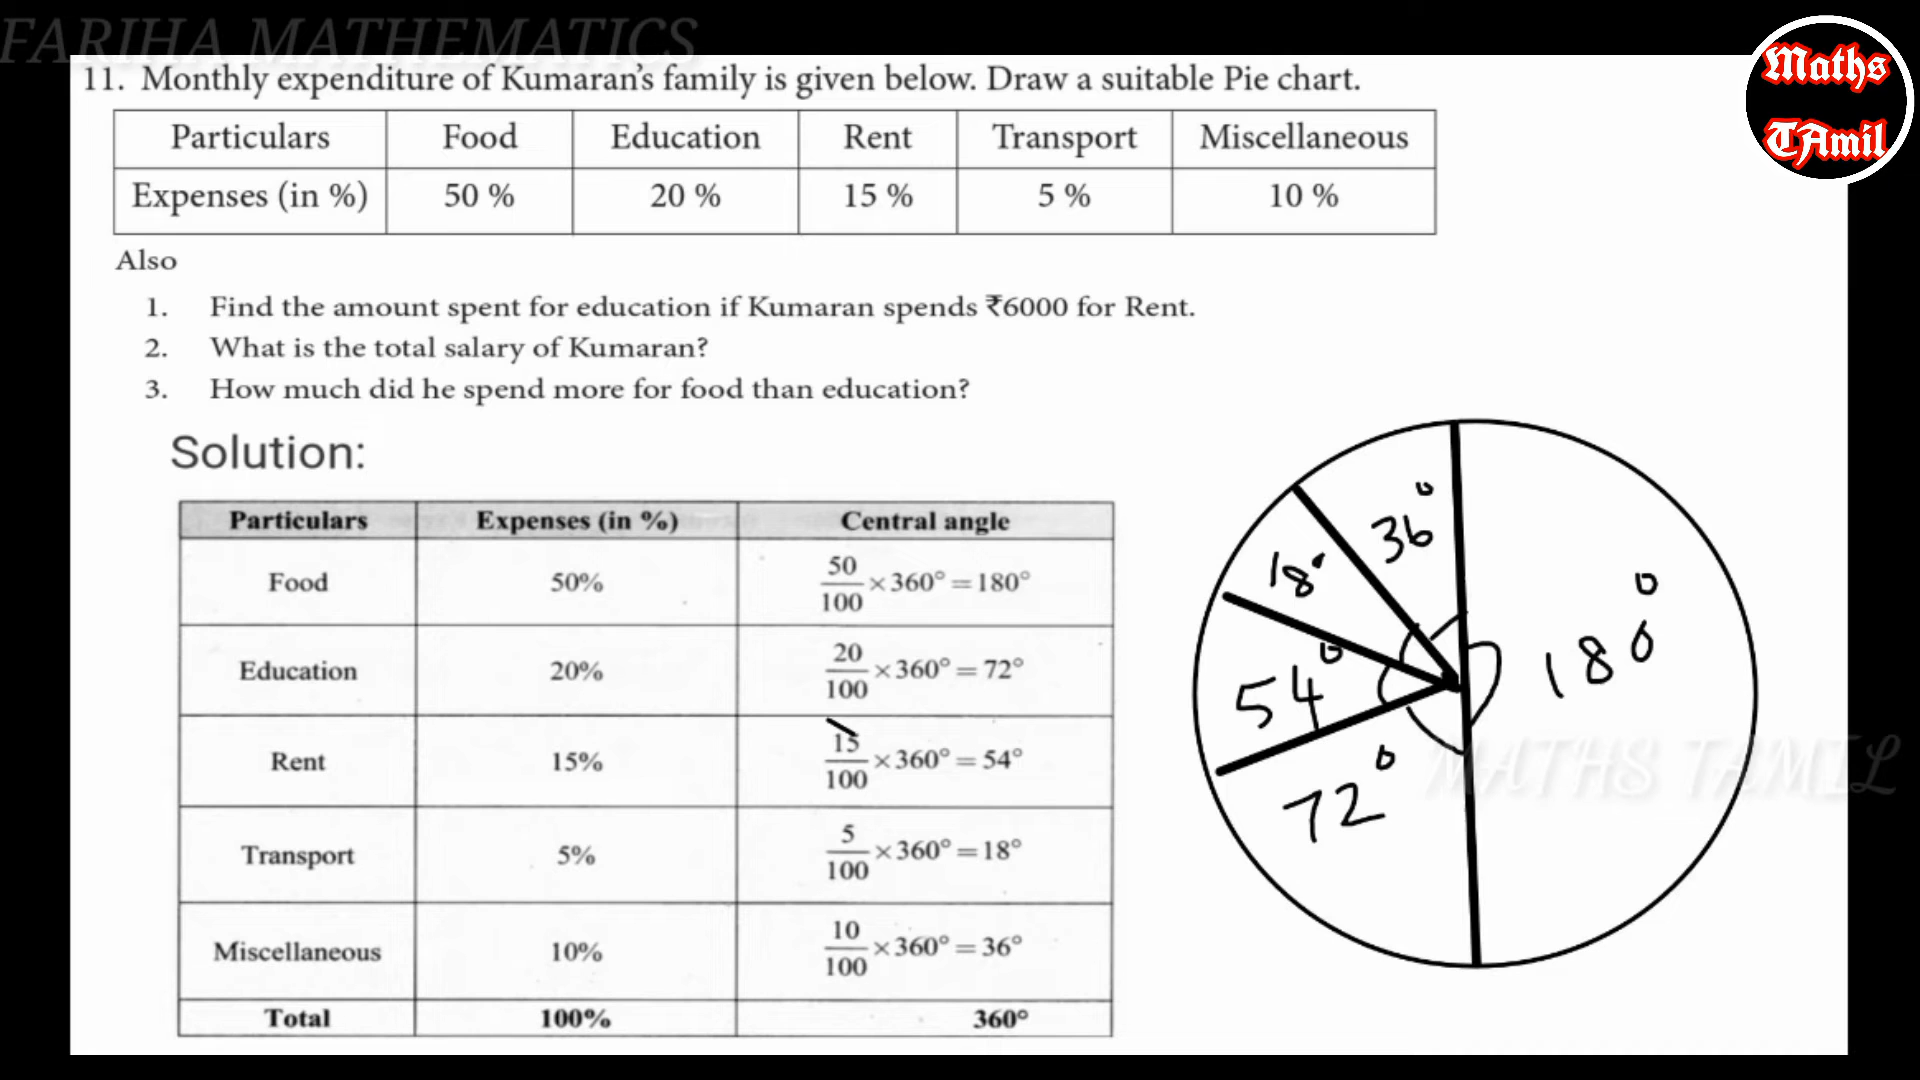 FARIHA MATHEMATICS
Maths
TAmil
11. Monthly expenditure of Kumaran's family is given below. Draw a suitable Pie chart.
Particulars Food Education Rent Transport Miscellaneous
Expenses (in %) 50 % 20 % 15 % 5 % 10 %
Also
1. Find the amount spent for education if Kumaran spends ₹6000 for Rent.
2. What is the total salary of Kumaran?
3. How much did he spend more for food than education?
Solution:
Particulars Expenses (in %) Central angle
Food 50% 50/100 × 360° = 180°
Education 20% 20/100 × 360° = 72°
Rent 15% 15/100 × 360° = 54°
Transport 5% 5/100 × 360° = 18°
Miscellaneous 10% 10/100 × 360° = 36°
Total 100% 360°
36°
18°
180°
54°
72°
MATHS TAMIL